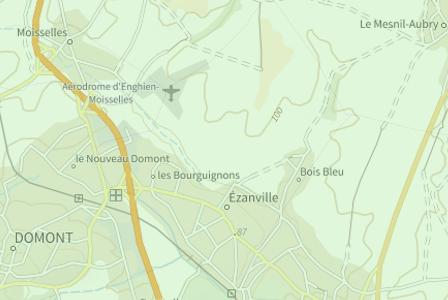 Le Mesnil-Aubry
Moisselles
Aérodrome d'Enghien-
Moisselles
100
le Nouveau Domont
les Bourguignons
Bois Bleu
Ézanville
87
DOMONT